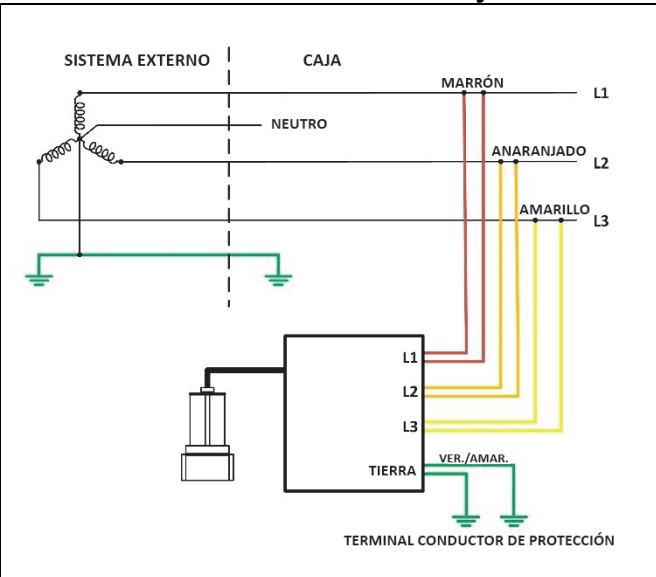 SISTEMA EXTERNO
CAJA
MARRÓN
L1
NEUTRO
ANARANJADO
L2
AMARILLO
L3
L1
L2
L3
VER./AMAR.
TIERRA
TERMINAL CONDUCTOR DE PROTECCIÓN